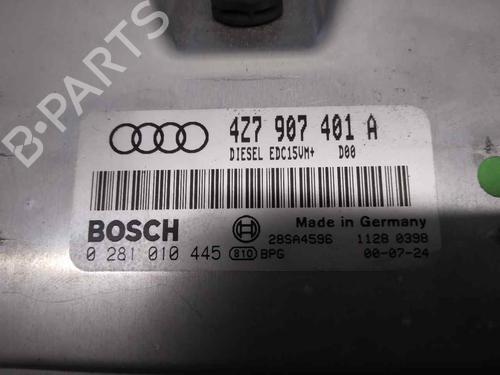 4Z7 907 401 A
DIESEL EDC15VM+ D00
BOSCH
Made in Germany
28SA4596 1128 0398
0 281 010 445 810 BPG 00-07-24
B-PARTS